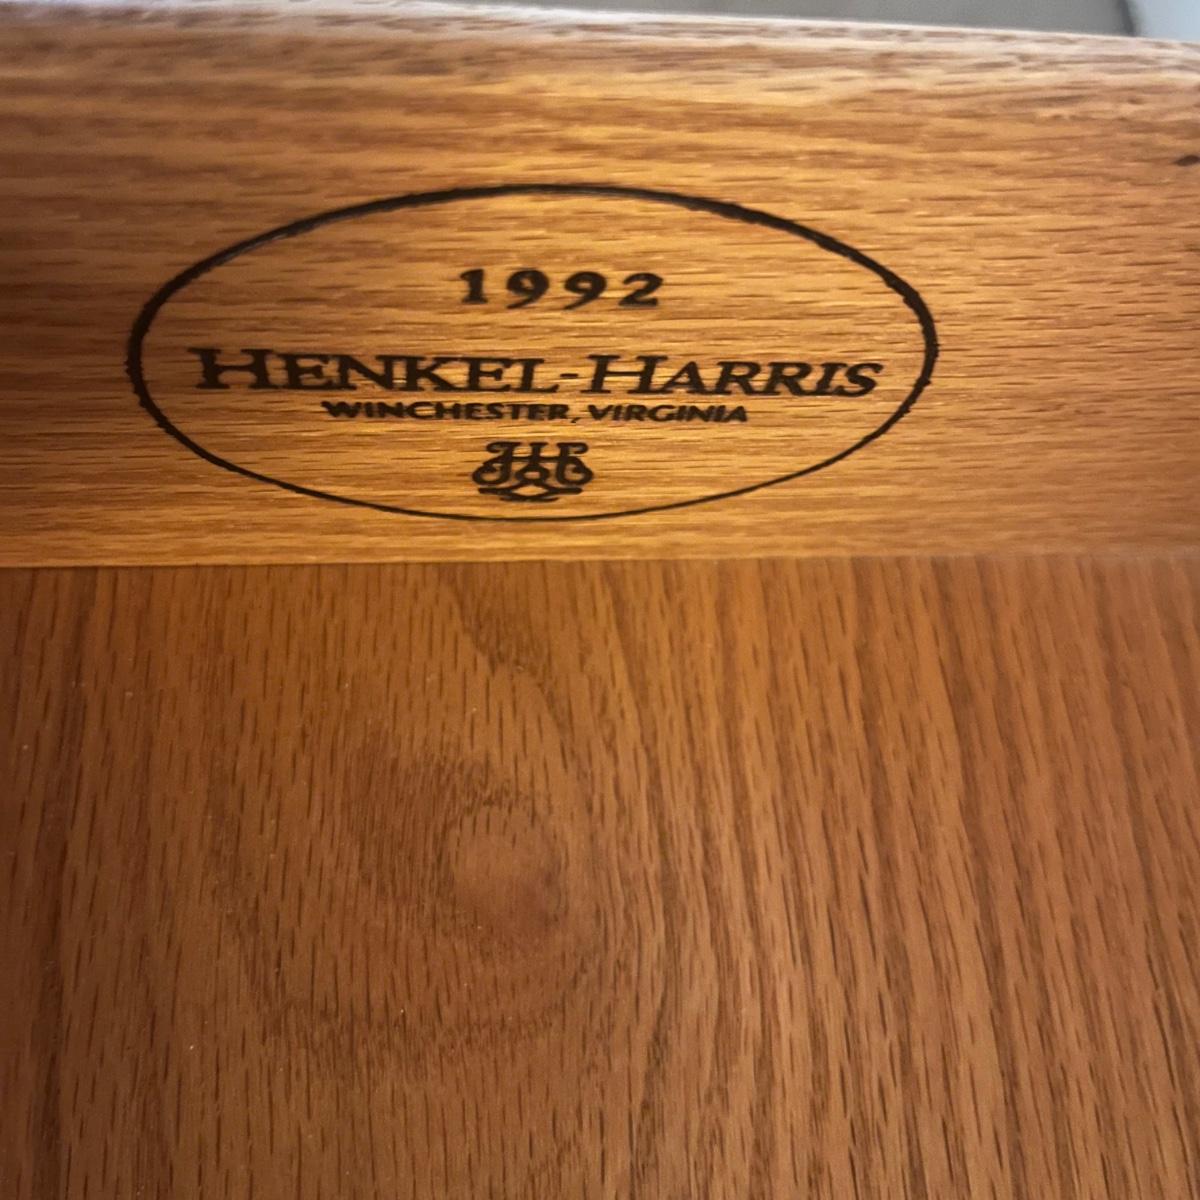 1992
HENKEL-HARRIS
WINCHESTER, VIRGINIA